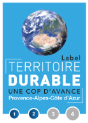 Label
TERRITOIRE
DURABLE
UNE COP D'AVANCE
Provence-Alpes-Côte d'Azur
1 2 3 4